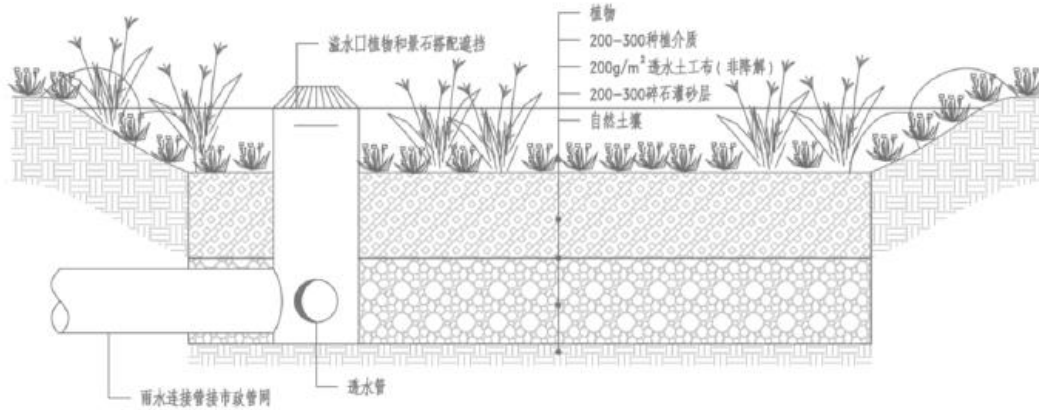 植物
溢水口植物和景石搭配遮挡
200-300种植介质
200g/m²透水土工布(非降解)
200-300碎石灌砂层
自然土壤
透水管
雨水连接管接市政管网